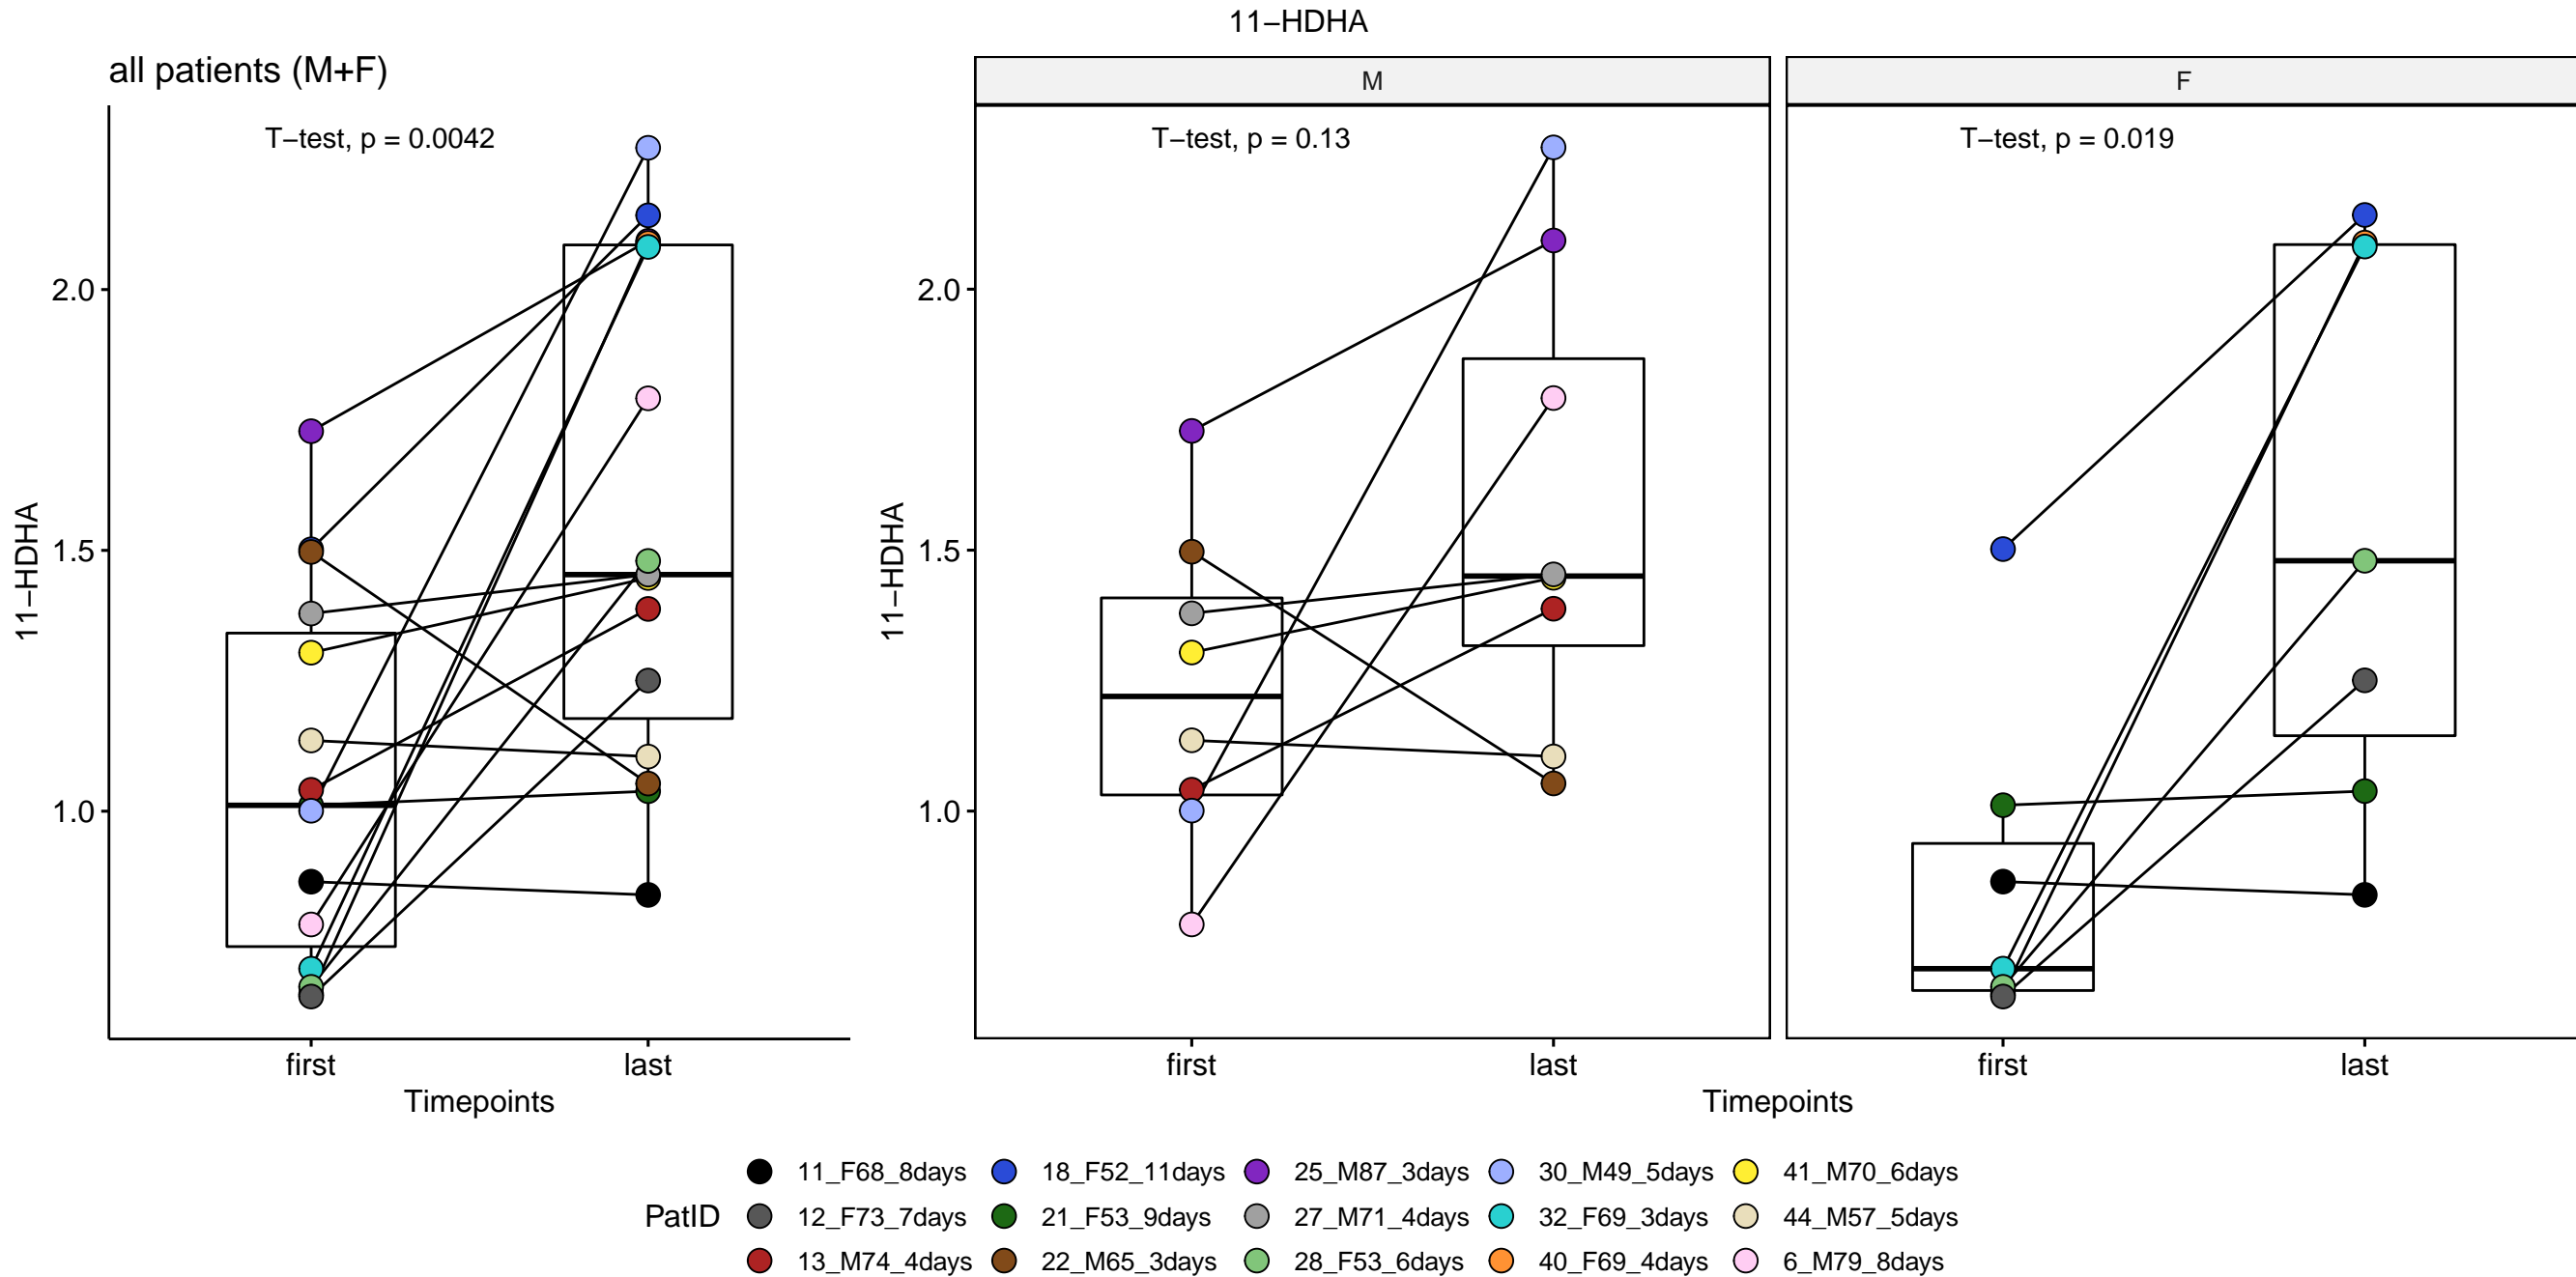 11−HDHA
all patients (M+F)
T−test, p = 0.0042
2.0
1.5
1.0
11−HDHA
first last
Timepoints
M F
T−test, p = 0.13
T−test, p = 0.019
2.0
1.5
1.0
11−HDHA
first last first last
Timepoints
PatID
11_F68_8days 18_F52_11days 25_M87_3days 30_M49_5days 41_M70_6days
12_F73_7days 21_F53_9days 27_M71_4days 32_F69_3days 44_M57_5days
13_M74_4days 22_M65_3days 28_F53_6days 40_F69_4days 6_M79_8days